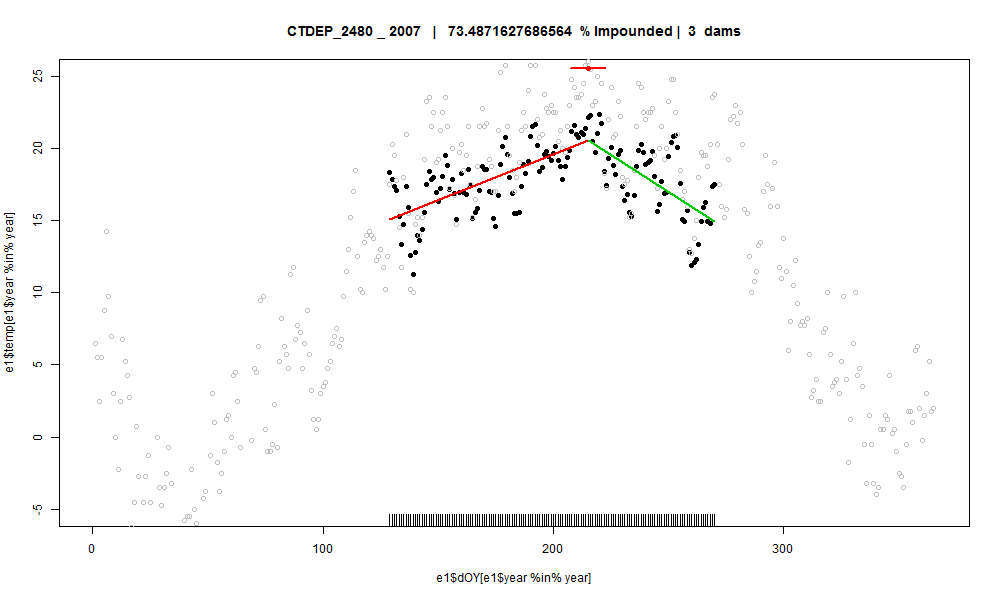 CTDEP_2480 _ 2007 | 73.4871627686564 % Impounded | 3 dams
e1$temp[e1$year %in% year]
25
20
15
10
5
0
-5
0 100 200 300
e1$dOY[e1$year %in% year]